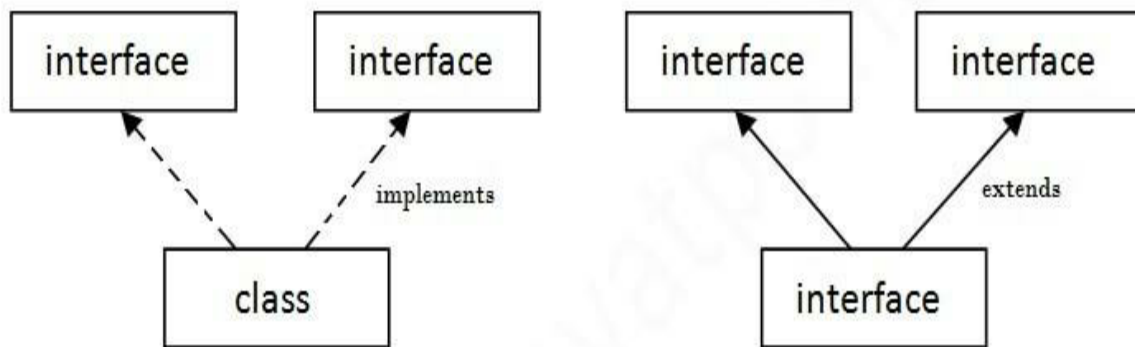 interface interface interface interface
implements extends
class interface